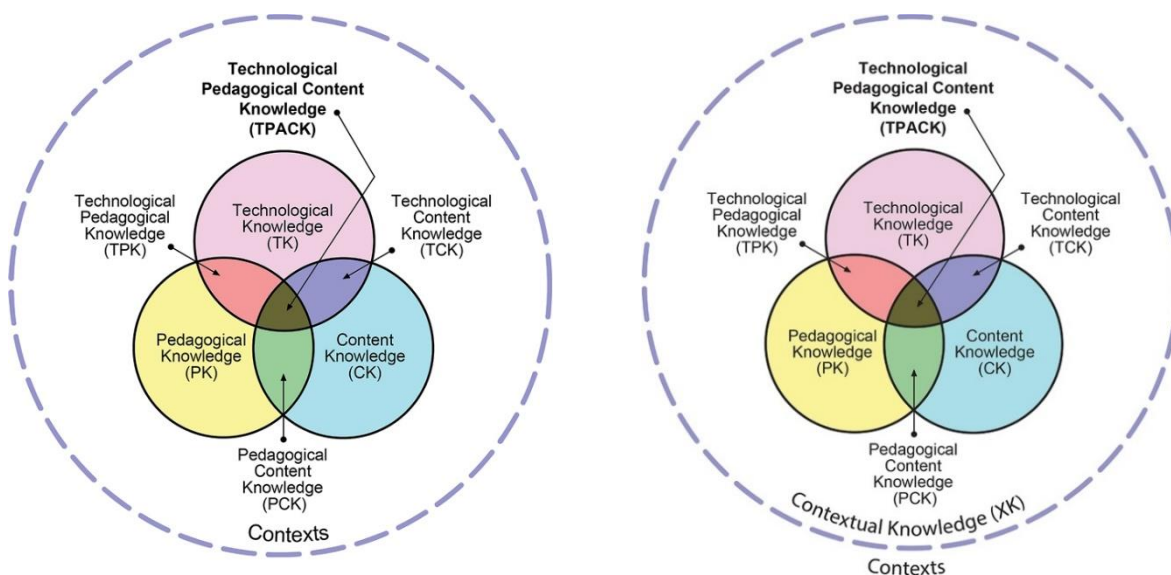 Technological
Pedagogical Content
Knowledge
(TPACK)
Technological
Pedagogical
Knowledge
(TPK)
Technological
Knowledge
(TK)
Technological
Content
Knowledge
(TCK)
Pedagogical
Knowledge
(PK)
Content
Knowledge
(CK)
Pedagogical
Content
Knowledge
(PCK)
Contexts
Technological
Pedagogical Content
Knowledge
(TPACK)
Technological
Pedagogical
Knowledge
(TPK)
Technological
Knowledge
(TK)
Technological
Content
Knowledge
(TCK)
Pedagogical
Knowledge
(PK)
Content
Knowledge
(CK)
Pedagogical
Content
Knowledge
(PCK)
Contextual Knowledge (XK)
Contexts